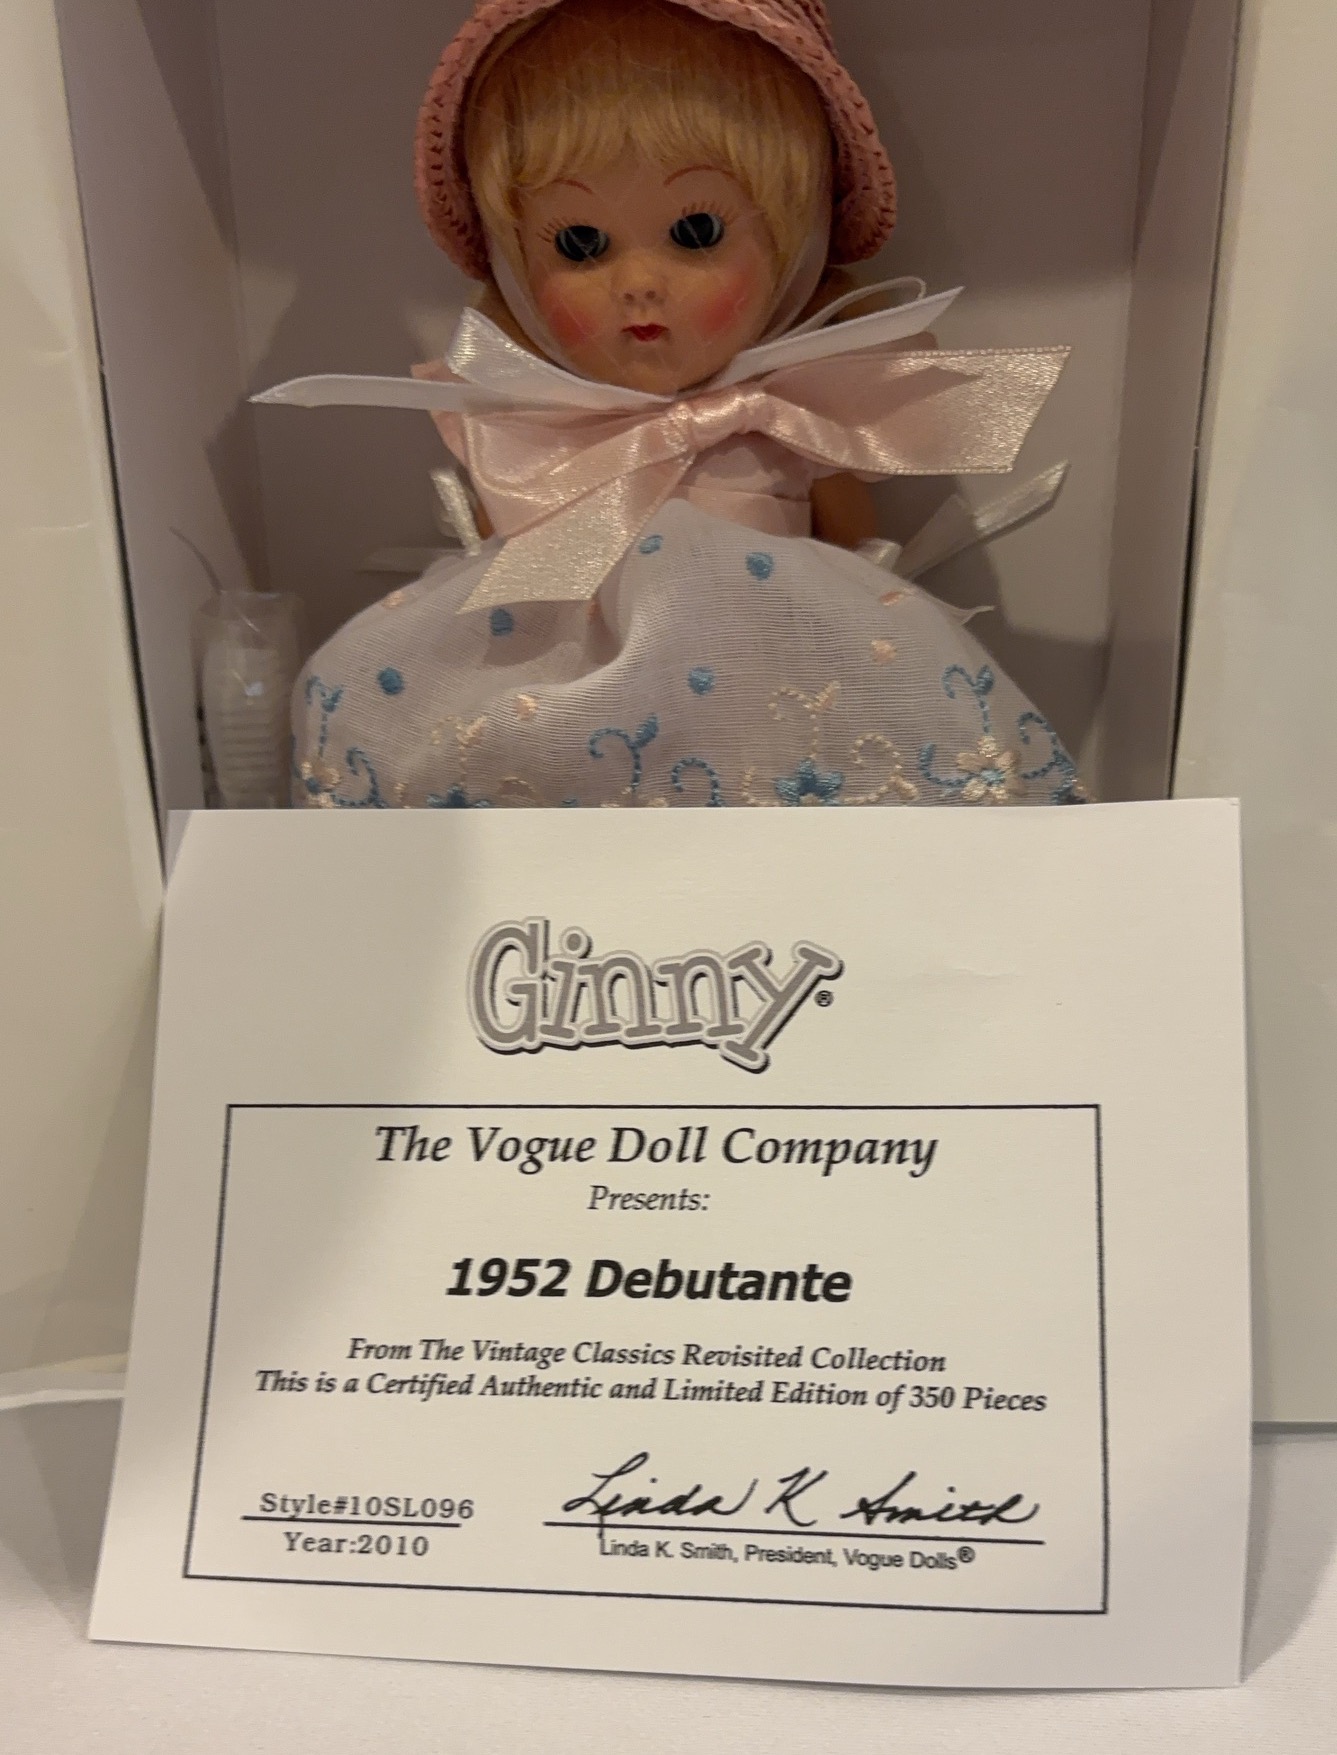 Ginny®
The Vogue Doll Company
Presents:
1952 Debutante
From The Vintage Classics Revisited Collection
This is a Certified Authentic and Limited Edition of 350 Pieces
Style#10SL096
Year:2010
Linda K Smith
Linda K. Smith, President, Vogue Dolls®